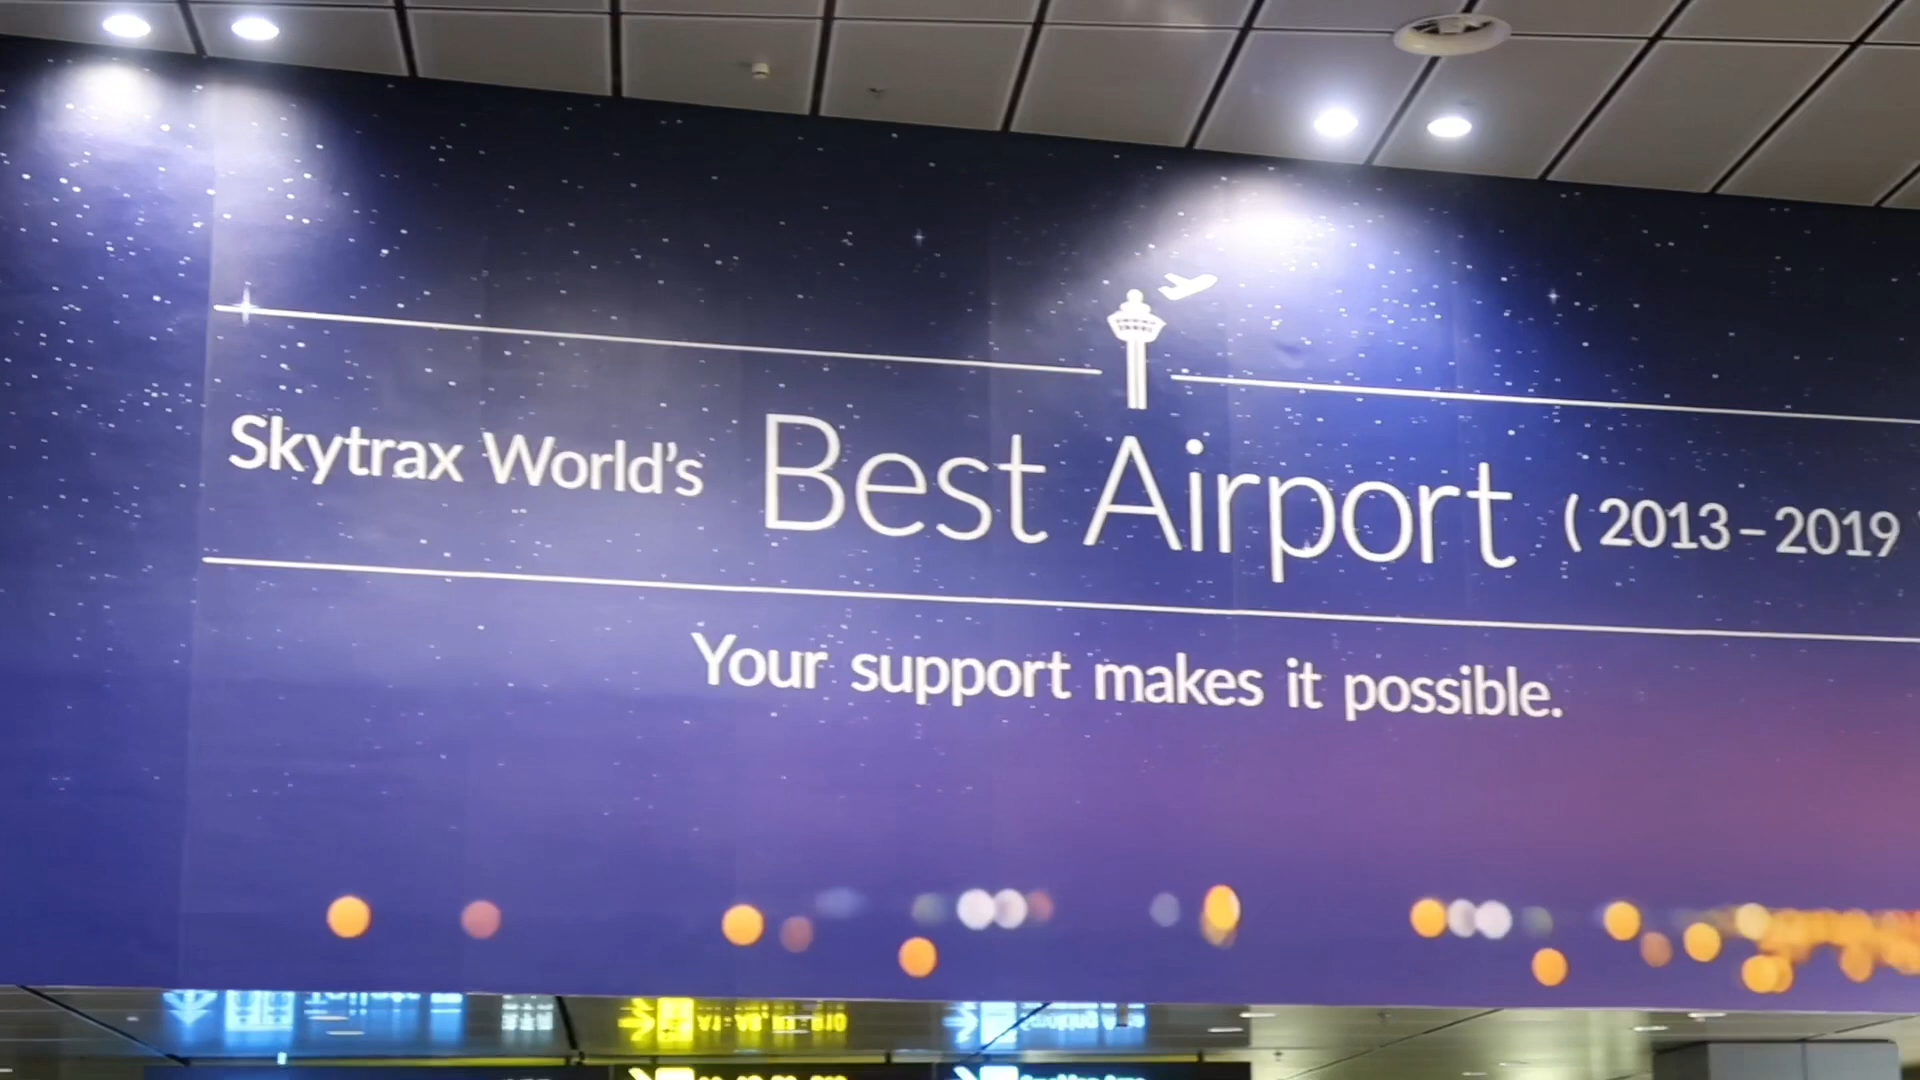 Skytrax World's Best Airport (2013-2019
Your support makes it possible.